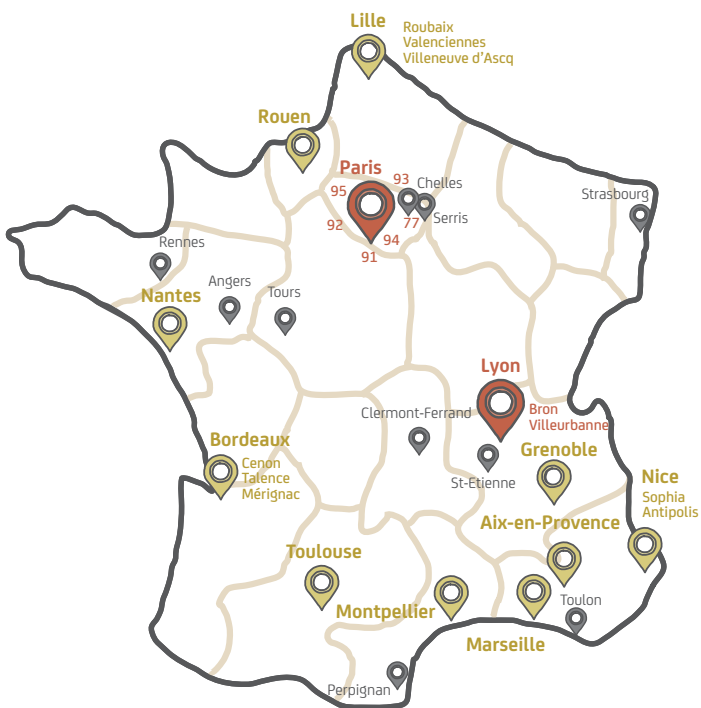 Lille
Roubaix
Valenciennes
Villeneuve d'Ascq
Rouen
Paris
93
Chelles
95
Strasbourg
92
77
Serris
94
91
Rennes
Angers
Tours
Nantes
Lyon
Bron
Villeurbanne
Clermont-Ferrand
Bordeaux
Cenon
Talence
Mérignac
Grenoble
St-Etienne
Nice
Sophia
Antipolis
Aix-en-Provence
Toulouse
Montpellier
Toulon
Marseille
Perpignan